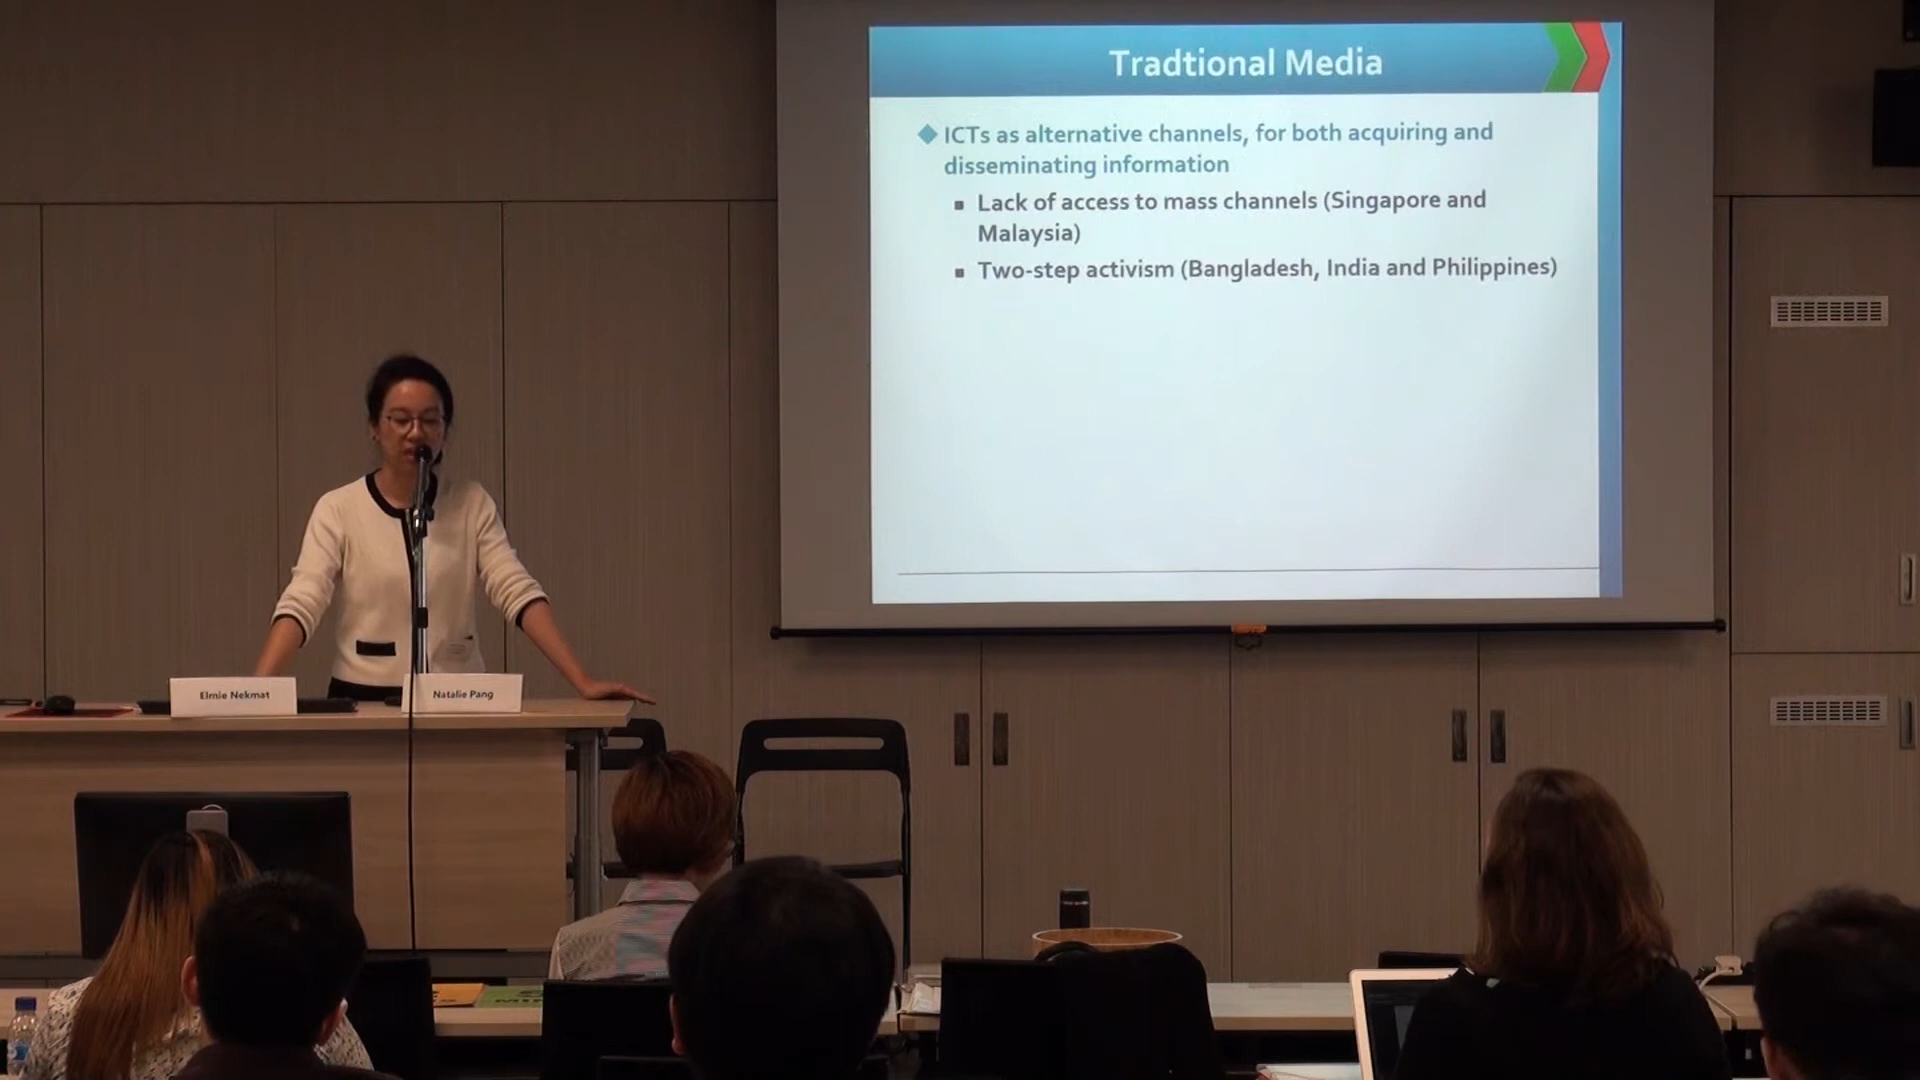 Tradtional Media
ICTs as alternative channels, for both acquiring and
disseminating information
Lack of access to mass channels (Singapore and
Malaysia)
Two-step activism (Bangladesh, India and Philippines)
Elmie Nekmat
Natalie Pang